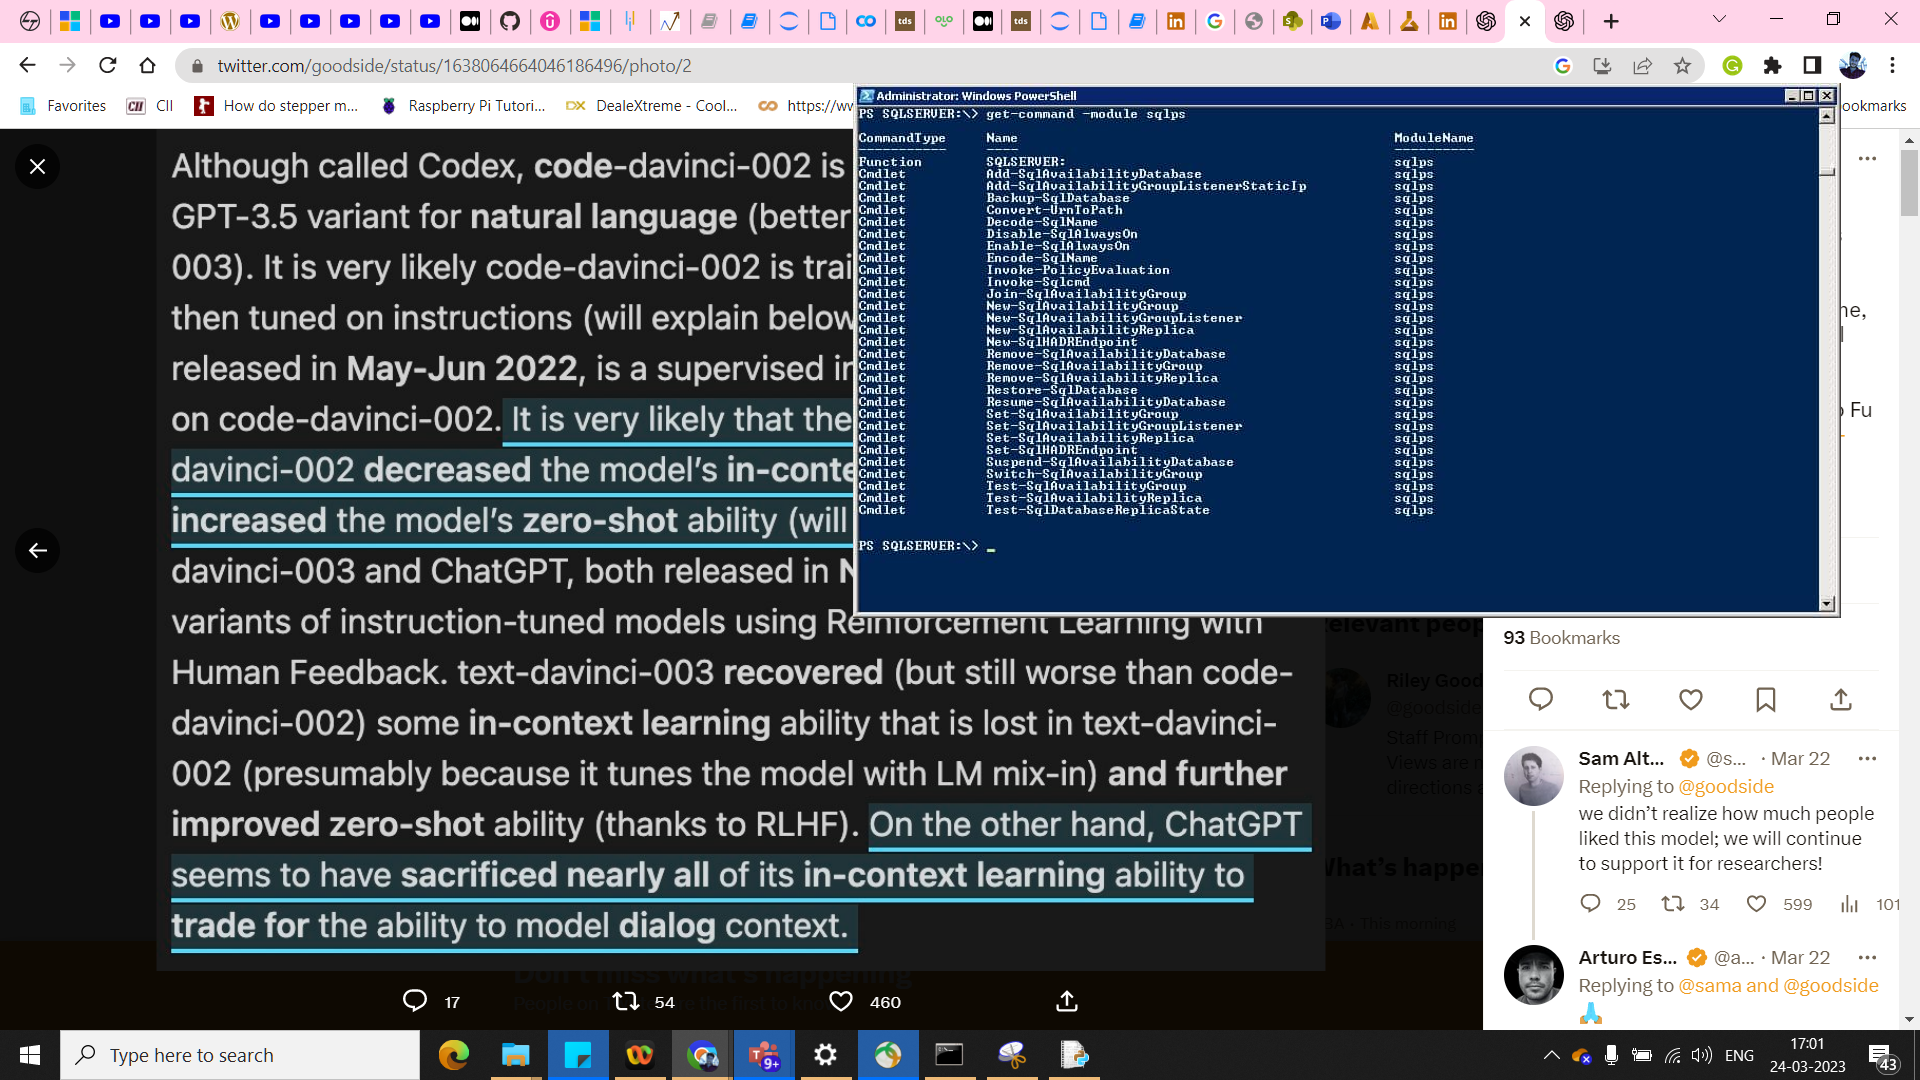 twitter.com/goodside/status/1638064664046186496/photo/2
Favorites
CII
How do stepper m...
Raspberry Pi Tutori...
DealeXtreme - Cool...
https://ww
ookmarks
Although called Codex, code-davinci-002 is
GPT-3.5 variant for natural language (better
003). It is very likely code-davinci-002 is trai
then tuned on instructions (will explain below
released in May-Jun 2022, is a supervised in
on code-davinci-002. It is very likely that the
davinci-002 decreased the model's in-conte
increased the model's zero-shot ability (will
davinci-003 and ChatGPT, both released in N
variants of instruction-tuned models using Reinforcement Learning with
Human Feedback. text-davinci-003 recovered (but still worse than code-
davinci-002) some in-context learning ability that is lost in text-davinci-
002 (presumably because it tunes the model with LM mix-in) and further
improved zero-shot ability (thanks to RLHF). On the other hand, ChatGPT
seems to have sacrificed nearly all of its in-context learning ability to
trade for the ability to model dialog context.
17
54
460
Administrator: Windows PowerShell
PS SQLSERVER:\> get-command -module sqlps
CommandType Name ModuleName
Function SQLSERVER: sqlps
Cmdlet Add-SqlAvailabilityDatabase sqlps
Cmdlet Add-SqlAvailabilityGroupListenerStaticIp sqlps
Cmdlet Backup-SqlDatabase sqlps
Cmdlet Convert-UrnToPath sqlps
Cmdlet Decode-SqlName sqlps
Cmdlet Disable-SqlAlwaysOn sqlps
Cmdlet Enable-SqlAlwaysOn sqlps
Cmdlet Encode-SqlName sqlps
Cmdlet Invoke-PolicyEvaluation sqlps
Cmdlet Invoke-Sqlcmd sqlps
Cmdlet Join-SqlAvailabilityGroup sqlps
Cmdlet New-SqlAvailabilityGroup sqlps
Cmdlet New-SqlAvailabilityGroupListener sqlps
Cmdlet New-SqlAvailabilityReplica sqlps
Cmdlet New-SqlHADREndpoint sqlps
Cmdlet Remove-SqlAvailabilityDatabase sqlps
Cmdlet Remove-SqlAvailabilityGroup sqlps
Cmdlet Remove-SqlAvailabilityReplica sqlps
Cmdlet Restore-SqlDatabase sqlps
Cmdlet Resume-SqlAvailabilityDatabase sqlps
Cmdlet Set-SqlAvailabilityGroup sqlps
Cmdlet Set-SqlAvailabilityGroupListener sqlps
Cmdlet Set-SqlAvailabilityReplica sqlps
Cmdlet Set-SqlHADREndpoint sqlps
Cmdlet Suspend-SqlAvailabilityDatabase sqlps
Cmdlet Switch-SqlAvailabilityGroup sqlps
Cmdlet Test-SqlAvailabilityGroup sqlps
Cmdlet Test-SqlAvailabilityReplica sqlps
Cmdlet Test-SqlDatabaseReplicaState sqlps
PS SQLSERVER:\> _
ne,
Fu
93 Bookmarks
Riley Good
@goodside
Staff Prom
Views are
directions
What's happe
This morning
Don't miss what's happening
Sam Alt... @s... · Mar 22
Replying to @goodside
we didn't realize how much people
liked this model; we will continue
to support it for researchers!
25 34 599 101
Arturo Es... @a... · Mar 22
Replying to @sama and @goodside
Type here to search
9+
ENG
17:01
24-03-2023
43